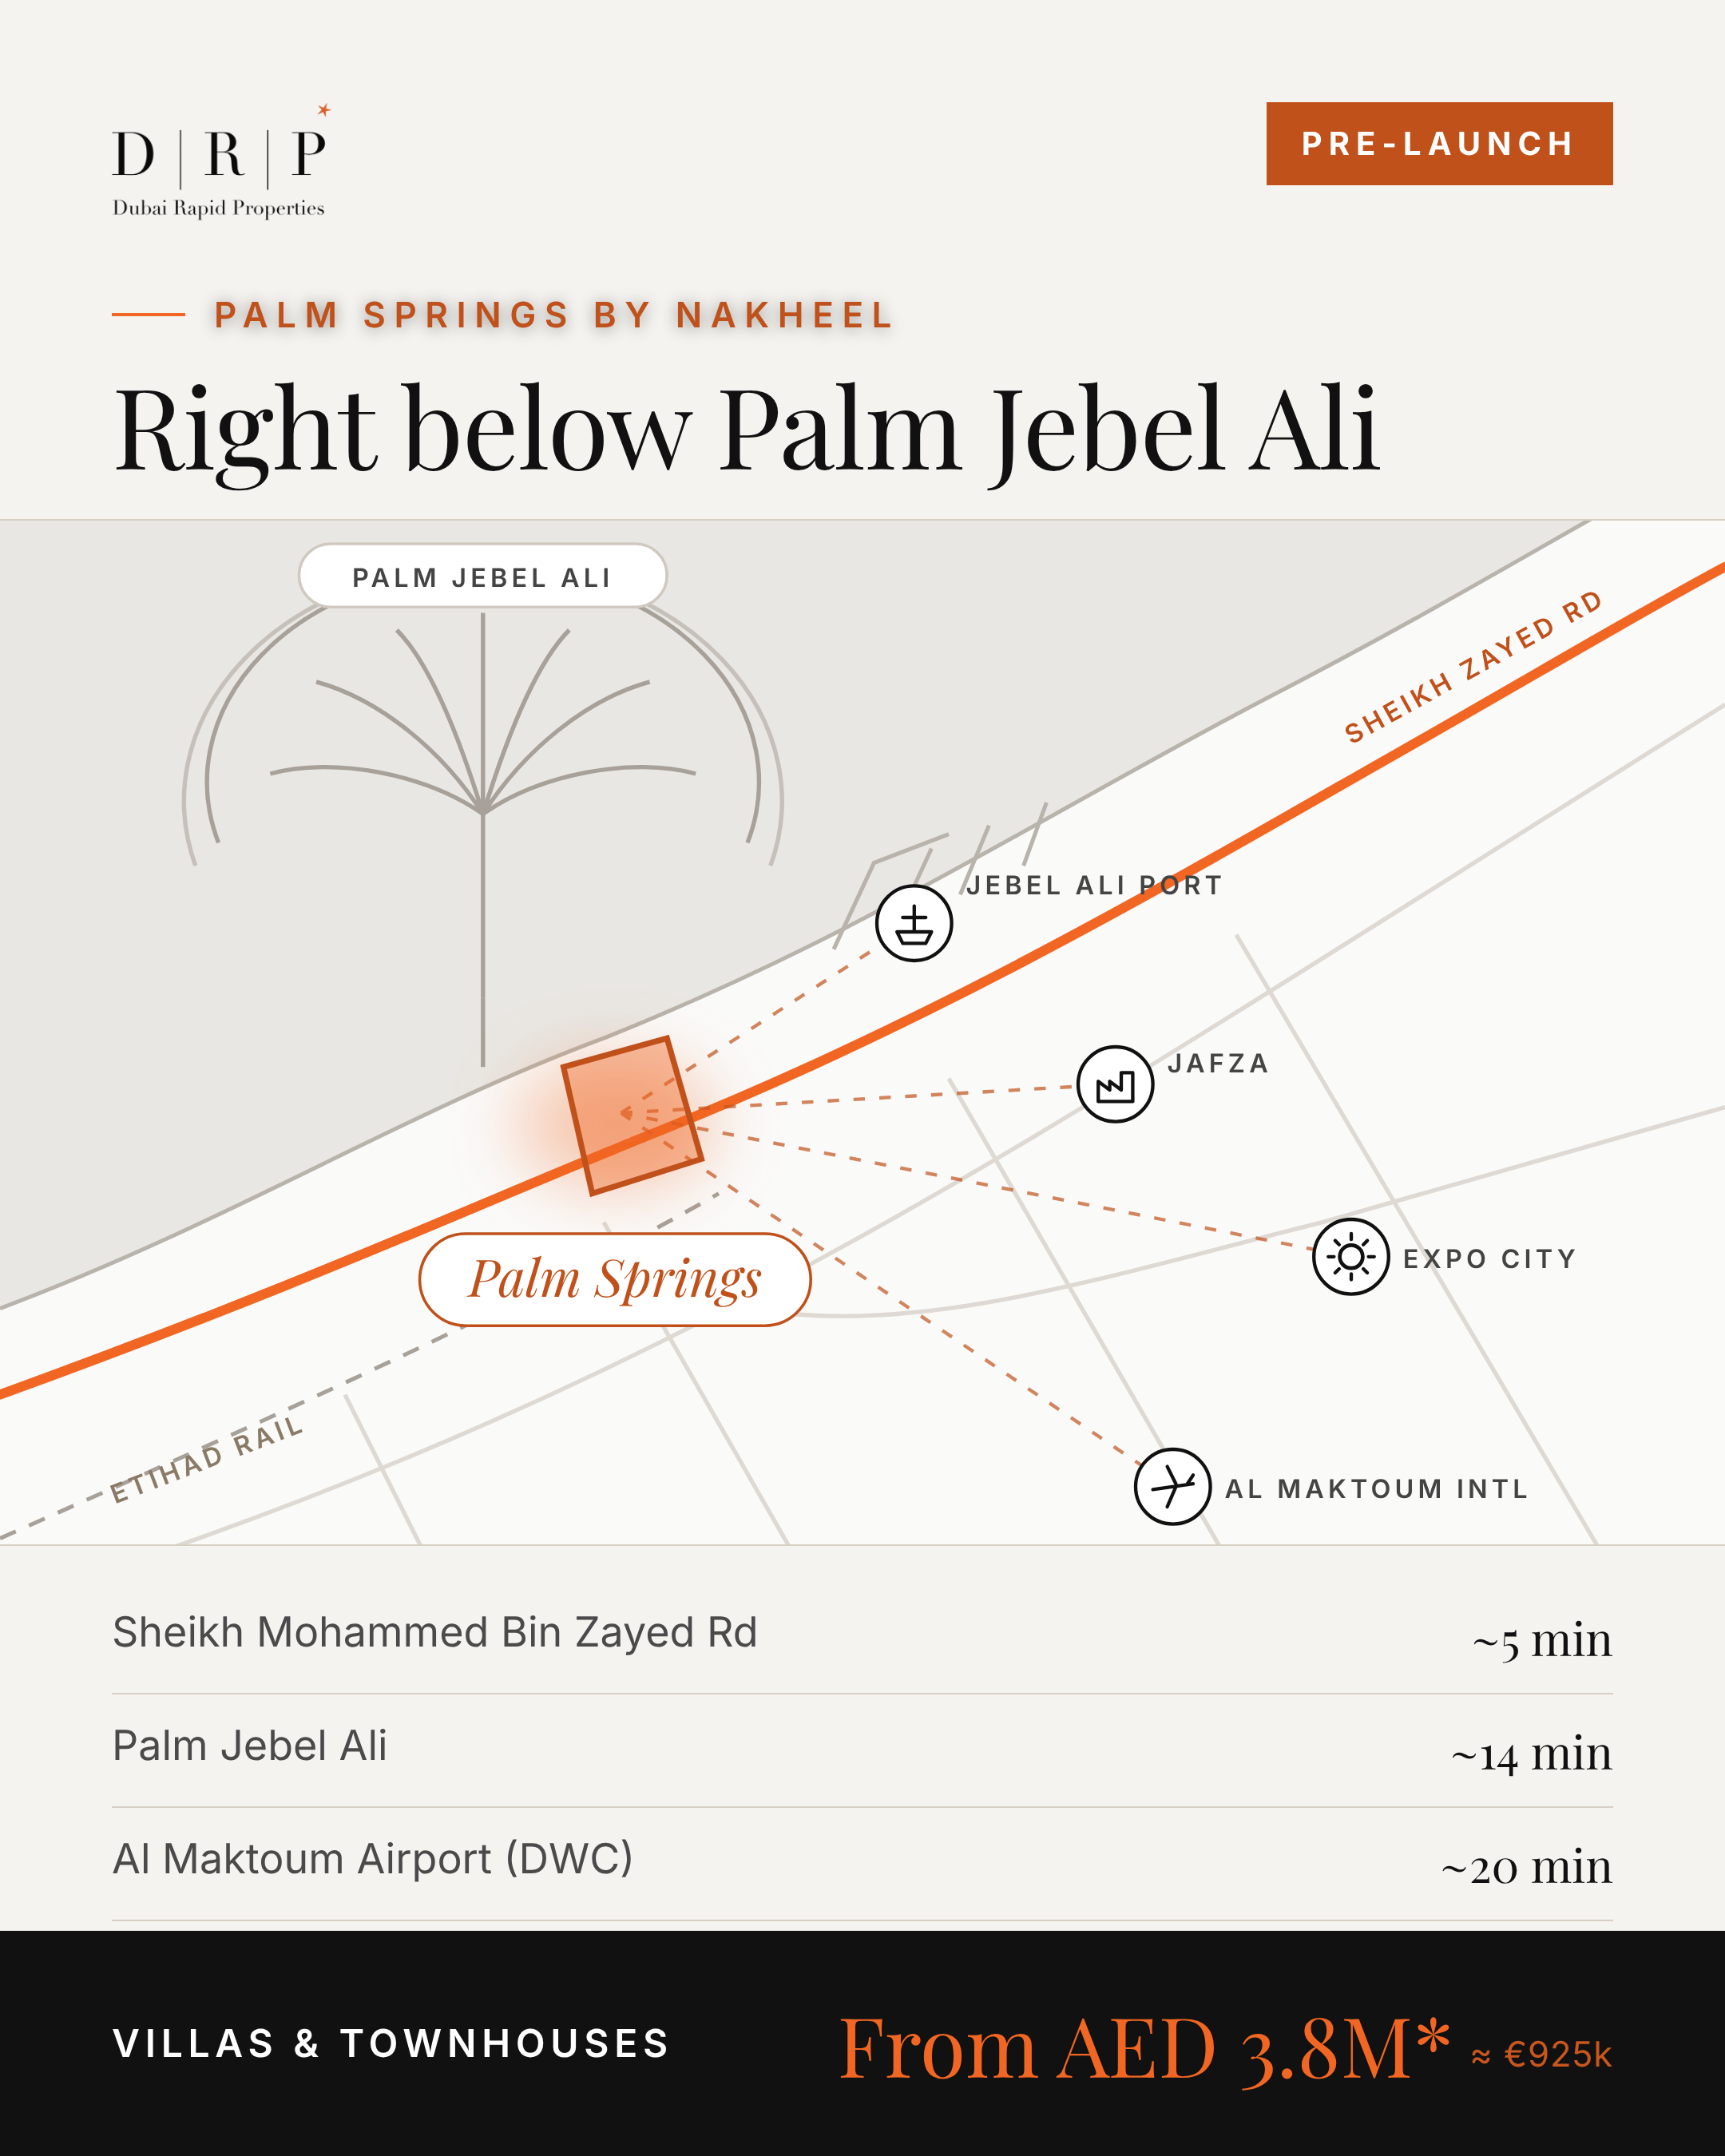 D | R | P
Dubai Rapid Properties
PRE-LAUNCH
PALM SPRINGS BY NAKHEEL
Right below Palm Jebel Ali
PALM JEBEL ALI
SHEIKH ZAYED RD
JEBEL ALI PORT
JAFZA
EXPO CITY
Palm Springs
ETIHAD RAIL
AL MAKTOUM INTL
Sheikh Mohammed Bin Zayed Rd ~5 min
Palm Jebel Ali ~14 min
Al Maktoum Airport (DWC) ~20 min
VILLAS & TOWNHOUSES From AED 3.8M* ≈ €925k